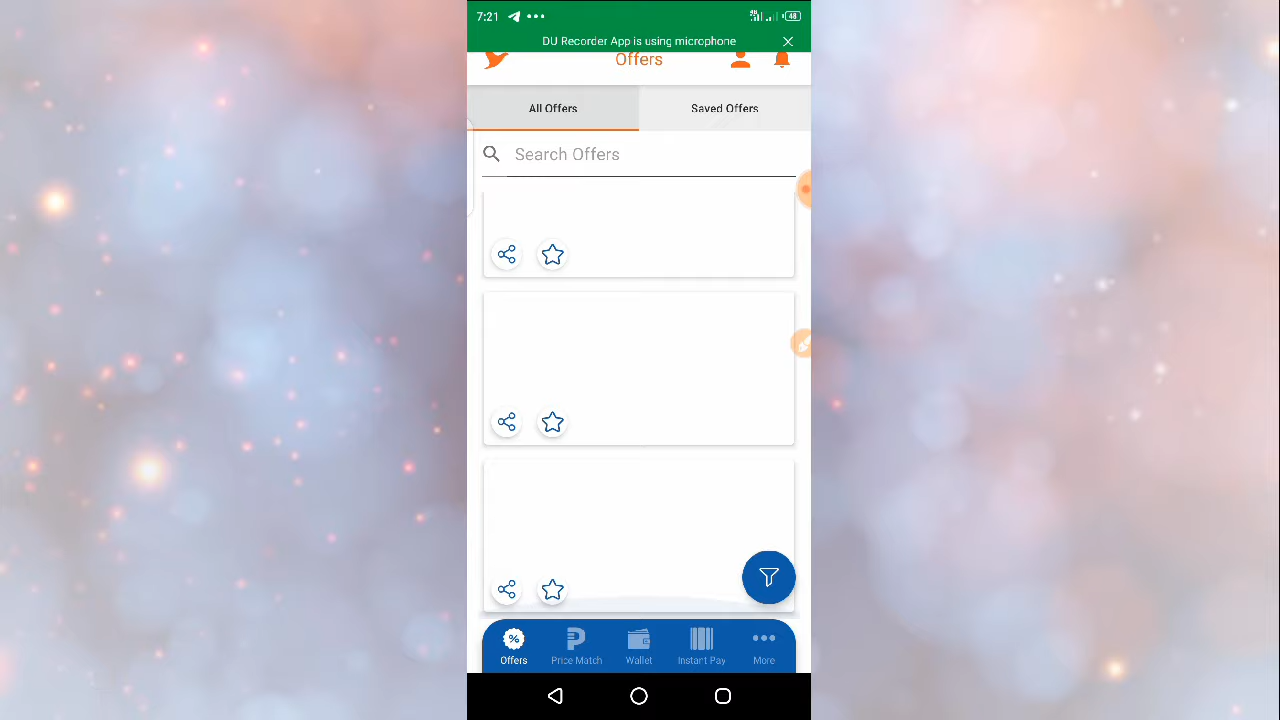 7:21
48
DU Recorder App is using microphone
Offers
All Offers
Saved Offers
Search Offers
Offers
Price Match
Wallet
Instant Pay
More